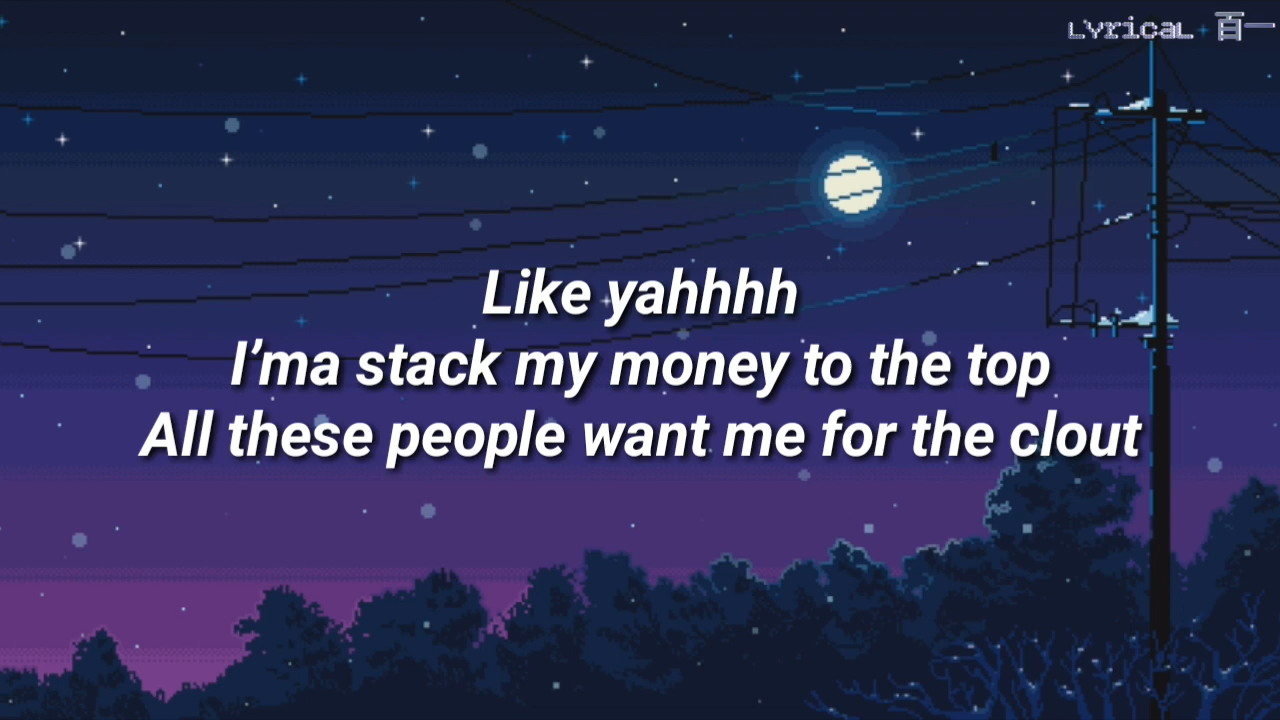 LyricaL 百一
Like yahhhh
I’ma stack my money to the top
All these people want me for the clout